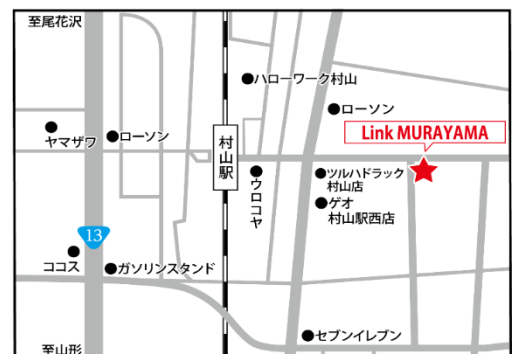 至尾花沢
ハローワーク村山
ローソン
Link MURAYAMA
ヤマザワ
ローソン
村山駅
ウロコヤ
ツルハドラック
村山店
ゲオ
村山駅西店
13
ココス
ガソリンスタンド
セブンイレブン
至山形